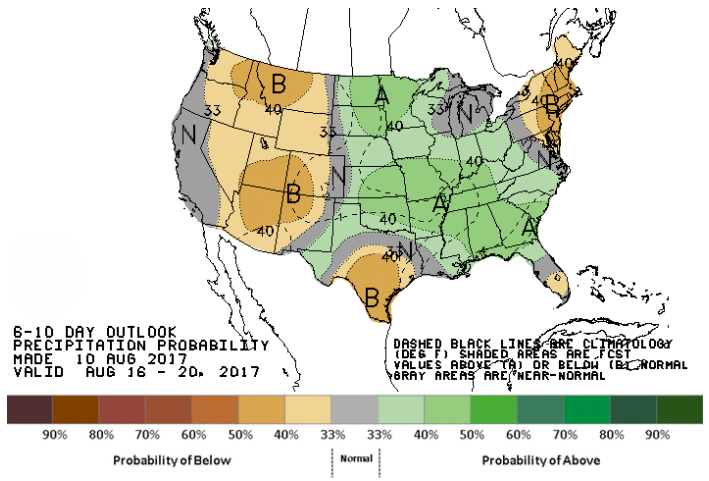 B
A
40
33
33
N
40
40
33
40
N
33
B
N
40
N
B
N
A
40
A
40
33
40
N
B
6-10 DAY OUTLOOK
PRECIPITATION PROBABILITY
MADE 10 AUG 2017
VALID AUG 16 - 20, 2017
DASHED BLACK LINES ARE CLIMATOLOGY
(DEG F) SHADED AREAS ARE FCST
VALUES ABOVE (A) OR BELOW (B) NORMAL
GRAY AREAS ARE NEAR-NORMAL
90% 80% 70% 60% 50% 40% 33% 33% 40% 50% 60% 70% 80% 90%
Probability of Below
Normal
Probability of Above